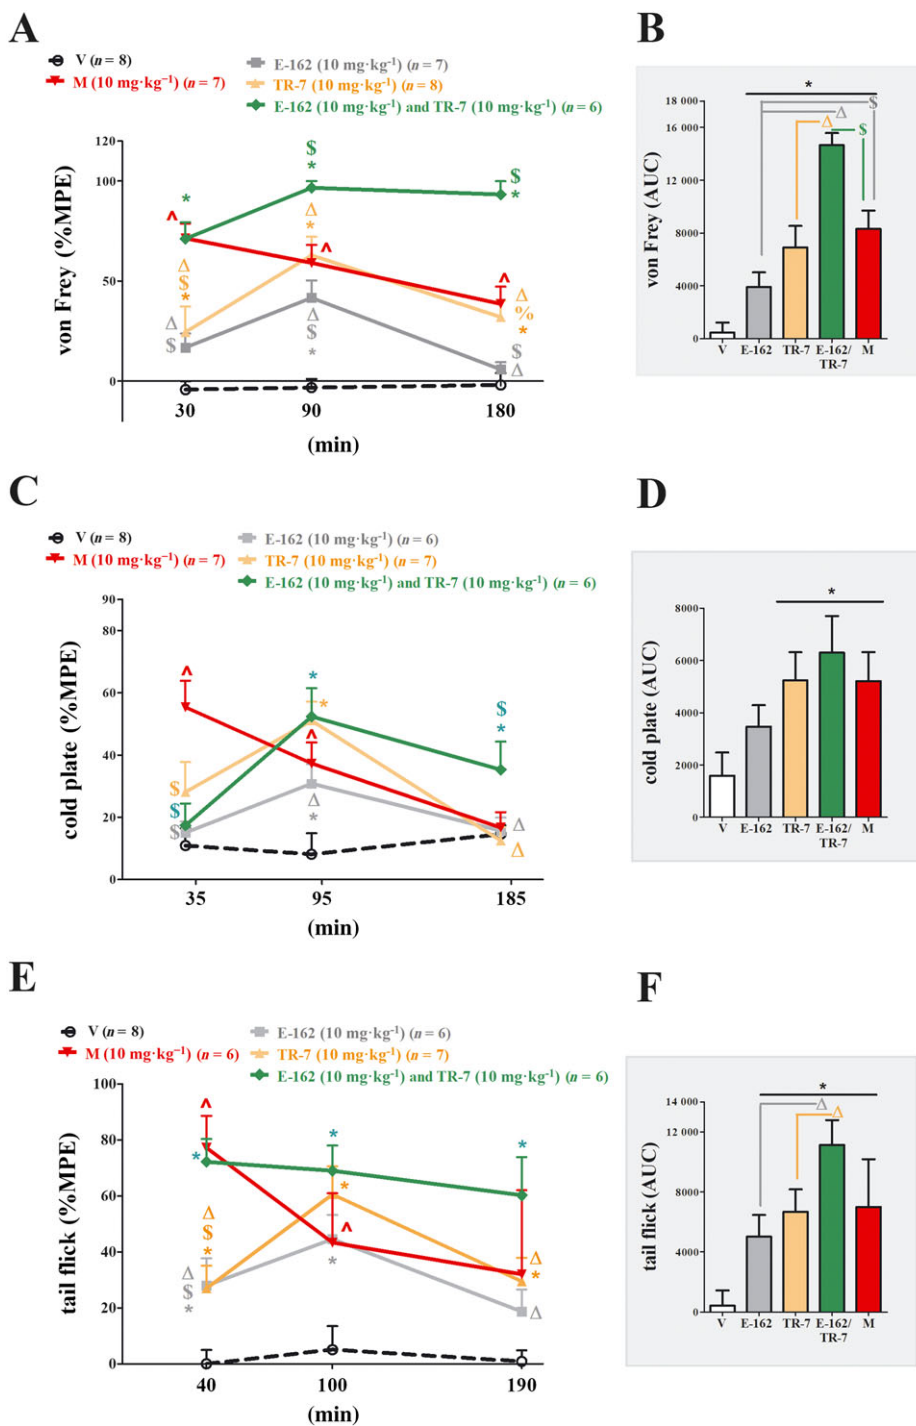 A
V (n = 8)
M (10 mg·kg⁻¹) (n = 7)
E-162 (10 mg·kg⁻¹) (n = 7)
TR-7 (10 mg·kg⁻¹) (n = 8)
E-162 (10 mg·kg⁻¹) and TR-7 (10 mg·kg⁻¹) (n = 6)
von Frey (%MPE)
120
100
50
0
* $ * $ *
^ Δ * ^ ^
Δ $ * Δ % *
Δ $ Δ $ * $ Δ
30 90 180
(min)
B
von Frey (AUC)
18 000
16 000
18 000
8000
4000
0
*
$
Δ
Δ $
V E-162 TR-7 E-162/ M
TR-7
C
V (n = 8)
M (10 mg·kg⁻¹) (n = 7)
E-162 (10 mg·kg⁻¹) (n = 6)
TR-7 (10 mg·kg⁻¹) (n = 7)
E-162 (10 mg·kg⁻¹) and TR-7 (10 mg·kg⁻¹) (n = 6)
cold plate (%MPE)
90
80
60
40
20
0
^ * * $ *
^
$ $ $ Δ * Δ Δ
35 95 185
(min)
D
cold plate (AUC)
8000
6000
4000
2000
0
*
V E-162 TR-7 E-162/ M
TR-7
E
V (n = 8)
M (10 mg·kg⁻¹) (n = 6)
E-162 (10 mg·kg⁻¹) (n = 6)
TR-7 (10 mg·kg⁻¹) (n = 7)
E-162 (10 mg·kg⁻¹) and TR-7 (10 mg·kg⁻¹) (n = 6)
tail flick (%MPE)
100
80
60
40
20
0
^ * * *
* ^
Δ $ * Δ *
Δ $ * * Δ
40 100 190
(min)
F
tail flick (AUC)
14 000
12 000
8000
4000
0
*
Δ
Δ
V E-162 TR-7 E-162/ M
TR-7